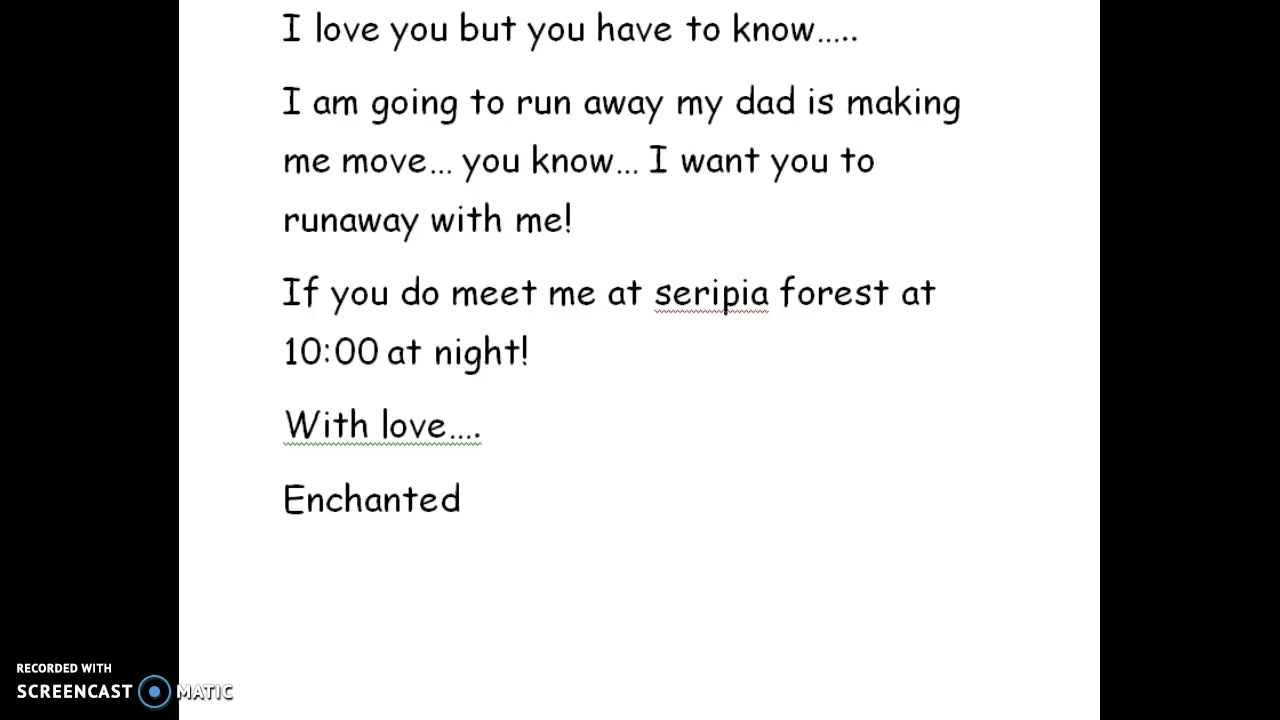 I love you but you have to know.....
I am going to run away my dad is making
me move... you know... I want you to
runaway with me!
If you do meet me at seripia forest at
10:00 at night!
With love....
Enchanted
RECORDED WITH
SCREENCAST MATIC